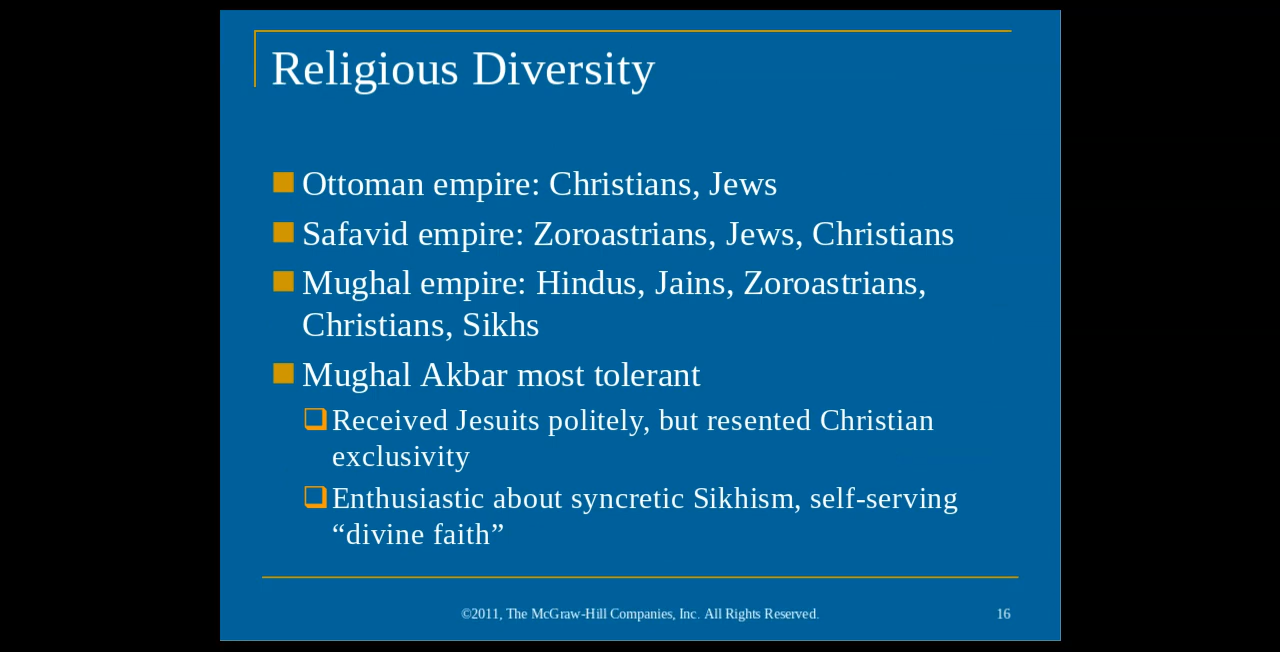 Religious Diversity
Ottoman empire: Christians, Jews
Safavid empire: Zoroastrians, Jews, Christians
Mughal empire: Hindus, Jains, Zoroastrians,
Christians, Sikhs
Mughal Akbar most tolerant
Received Jesuits politely, but resented Christian
exclusivity
Enthusiastic about syncretic Sikhism, self-serving
“divine faith”
©2011, The McGraw-Hill Companies, Inc. All Rights Reserved.
16